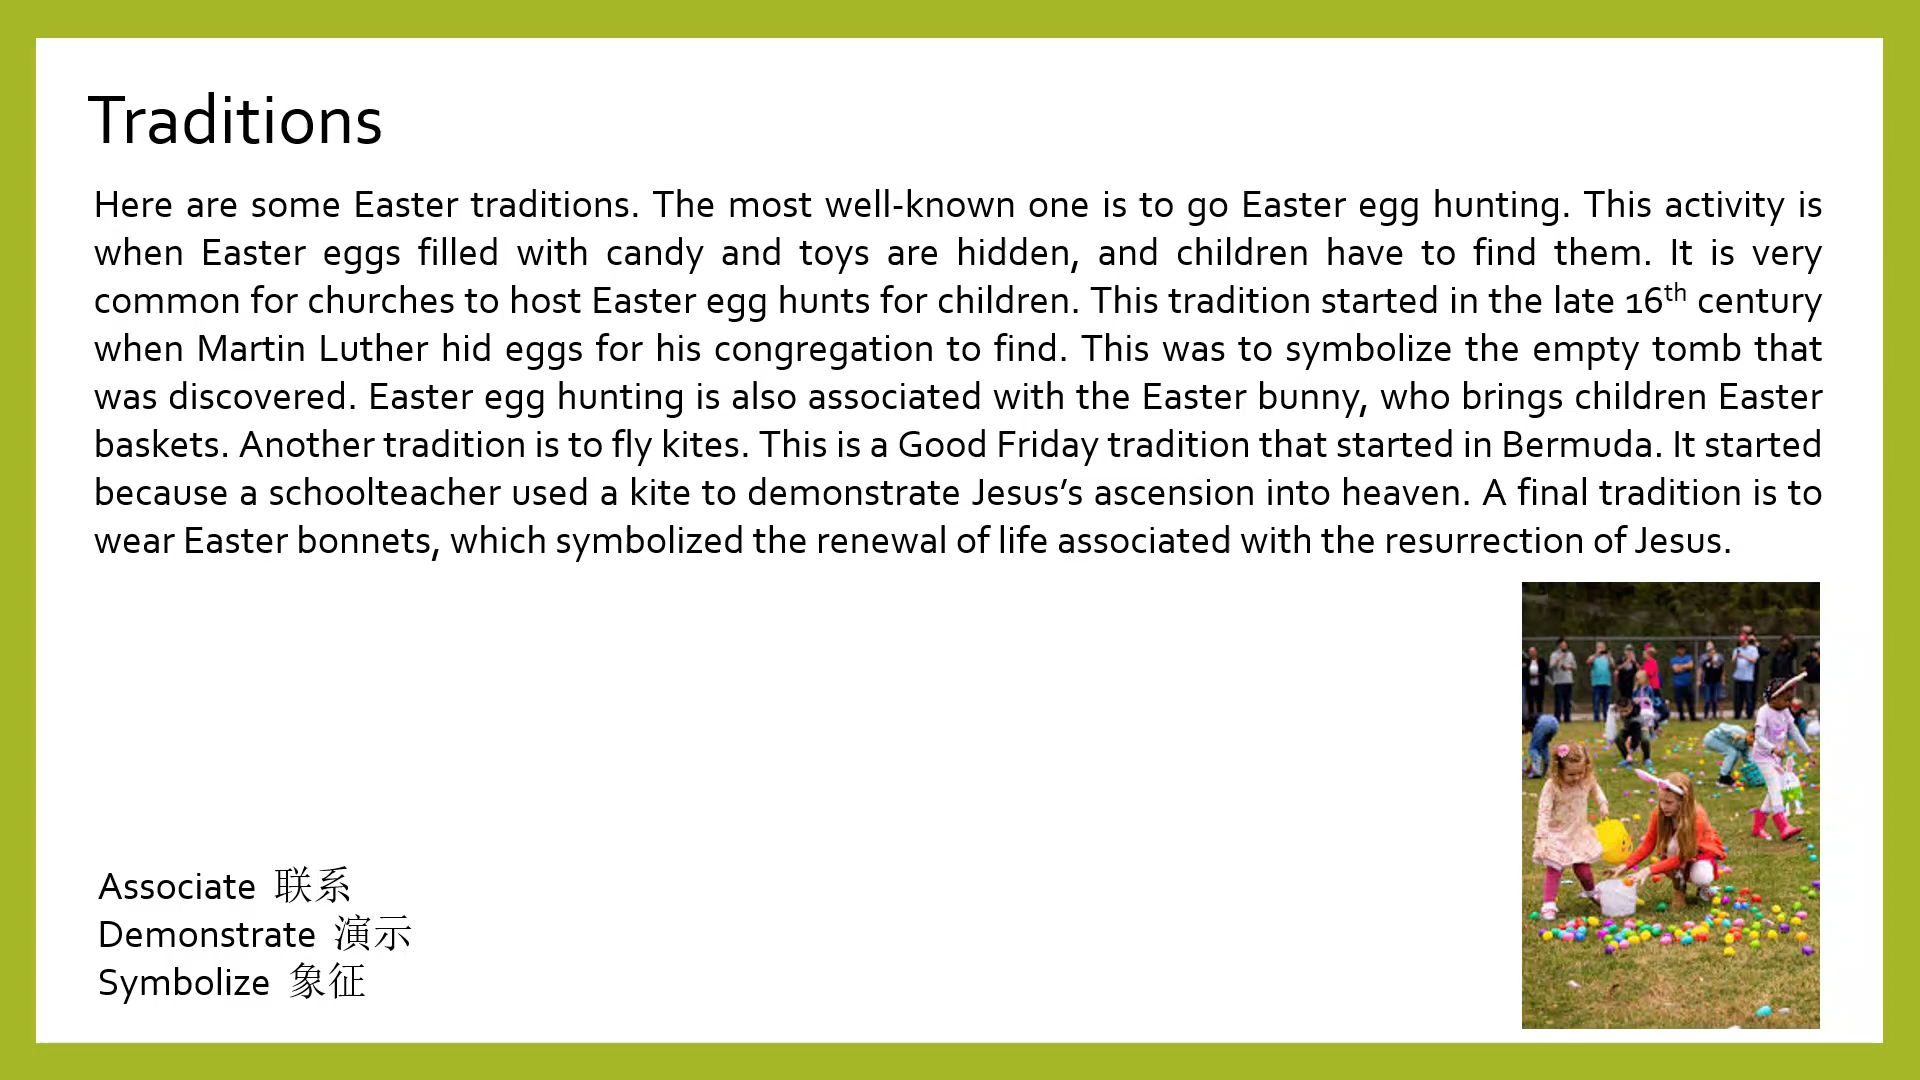 Traditions
Here are some Easter traditions. The most well-known one is to go Easter egg hunting. This activity is
when Easter eggs filled with candy and toys are hidden, and children have to find them. It is very
common for churches to host Easter egg hunts for children. This tradition started in the late 16th century
when Martin Luther hid eggs for his congregation to find. This was to symbolize the empty tomb that
was discovered. Easter egg hunting is also associated with the Easter bunny, who brings children Easter
baskets. Another tradition is to fly kites. This is a Good Friday tradition that started in Bermuda. It started
because a schoolteacher used a kite to demonstrate Jesus’s ascension into heaven. A final tradition is to
wear Easter bonnets, which symbolized the renewal of life associated with the resurrection of Jesus.
Associate 联系
Demonstrate 演示
Symbolize 象征